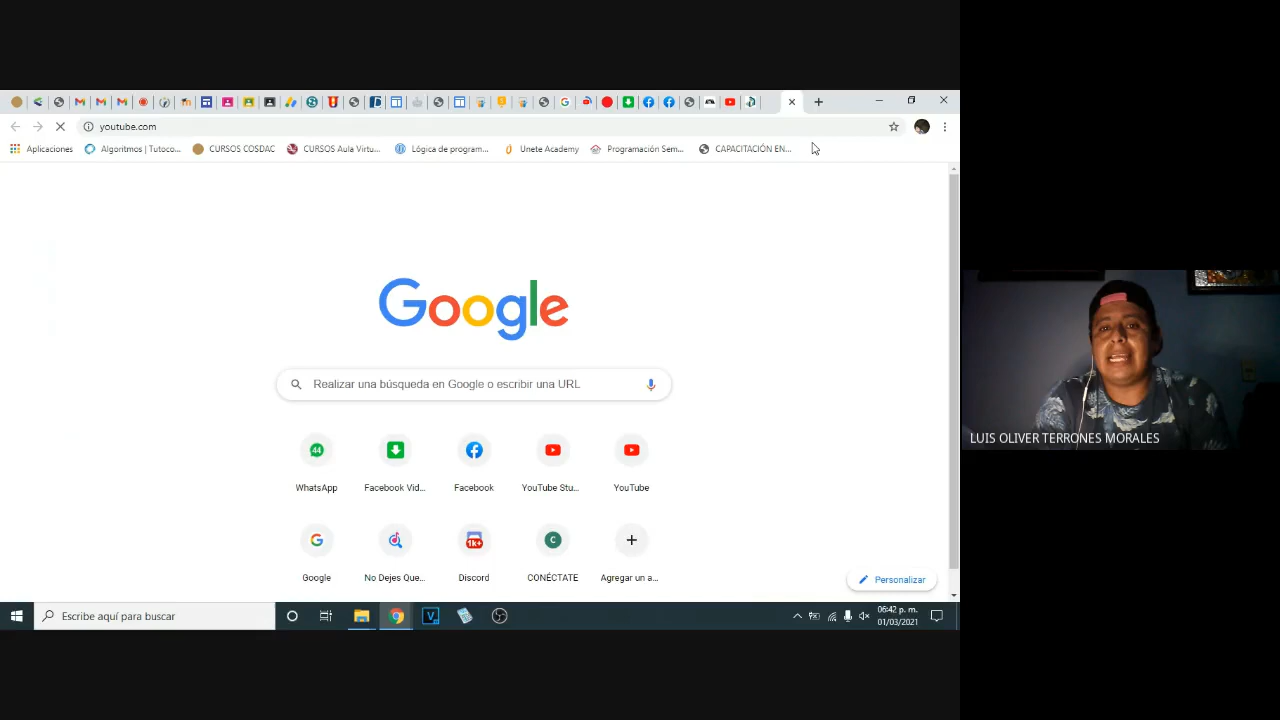 youtube.com
Aplicaciones
Algoritmos | Tutoco...
CURSOS COSDAC
CURSOS Aula Virtu...
Lógica de program...
Unete Academy
Programación Sem...
CAPACITACIÓN EN...
Google
Realizar una búsqueda en Google o escribir una URL
44
WhatsApp
Facebook Vid...
Facebook
YouTube Stu...
YouTube
1K+
C
Google
No Dejes Que...
Discord
CONÉCTATE
Agregar un a...
Personalizar
LUIS OLIVER TERRONES MORALES
Escribe aquí para buscar
06:42 p. m.
01/03/2021